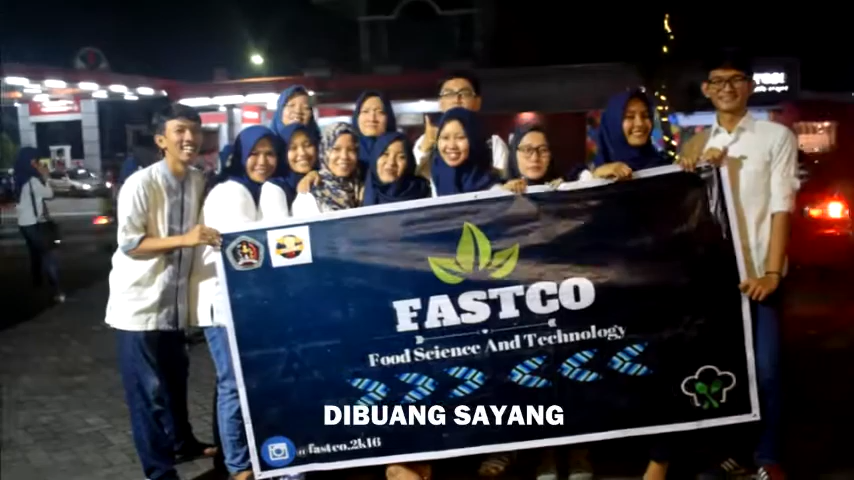 FASTCO
Food Science And Technology
DIBUANG SAYANG
@fastco.2k16